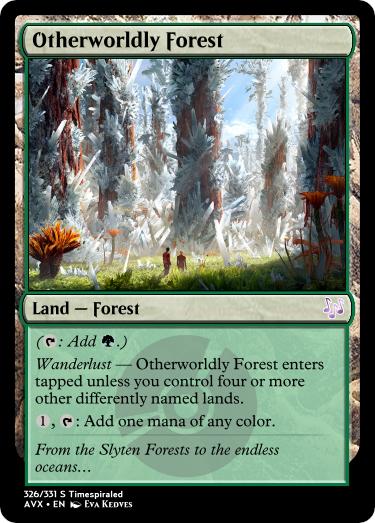 Otherworldly Forest
Land — Forest
(T: Add G.)
Wanderlust — Otherworldly Forest enters
tapped unless you control four or more
other differently named lands.
1, T: Add one mana of any color.
From the Slyten Forests to the endless
oceans…
326/331 S Timespiraled
AVX • EN Eva Kedves